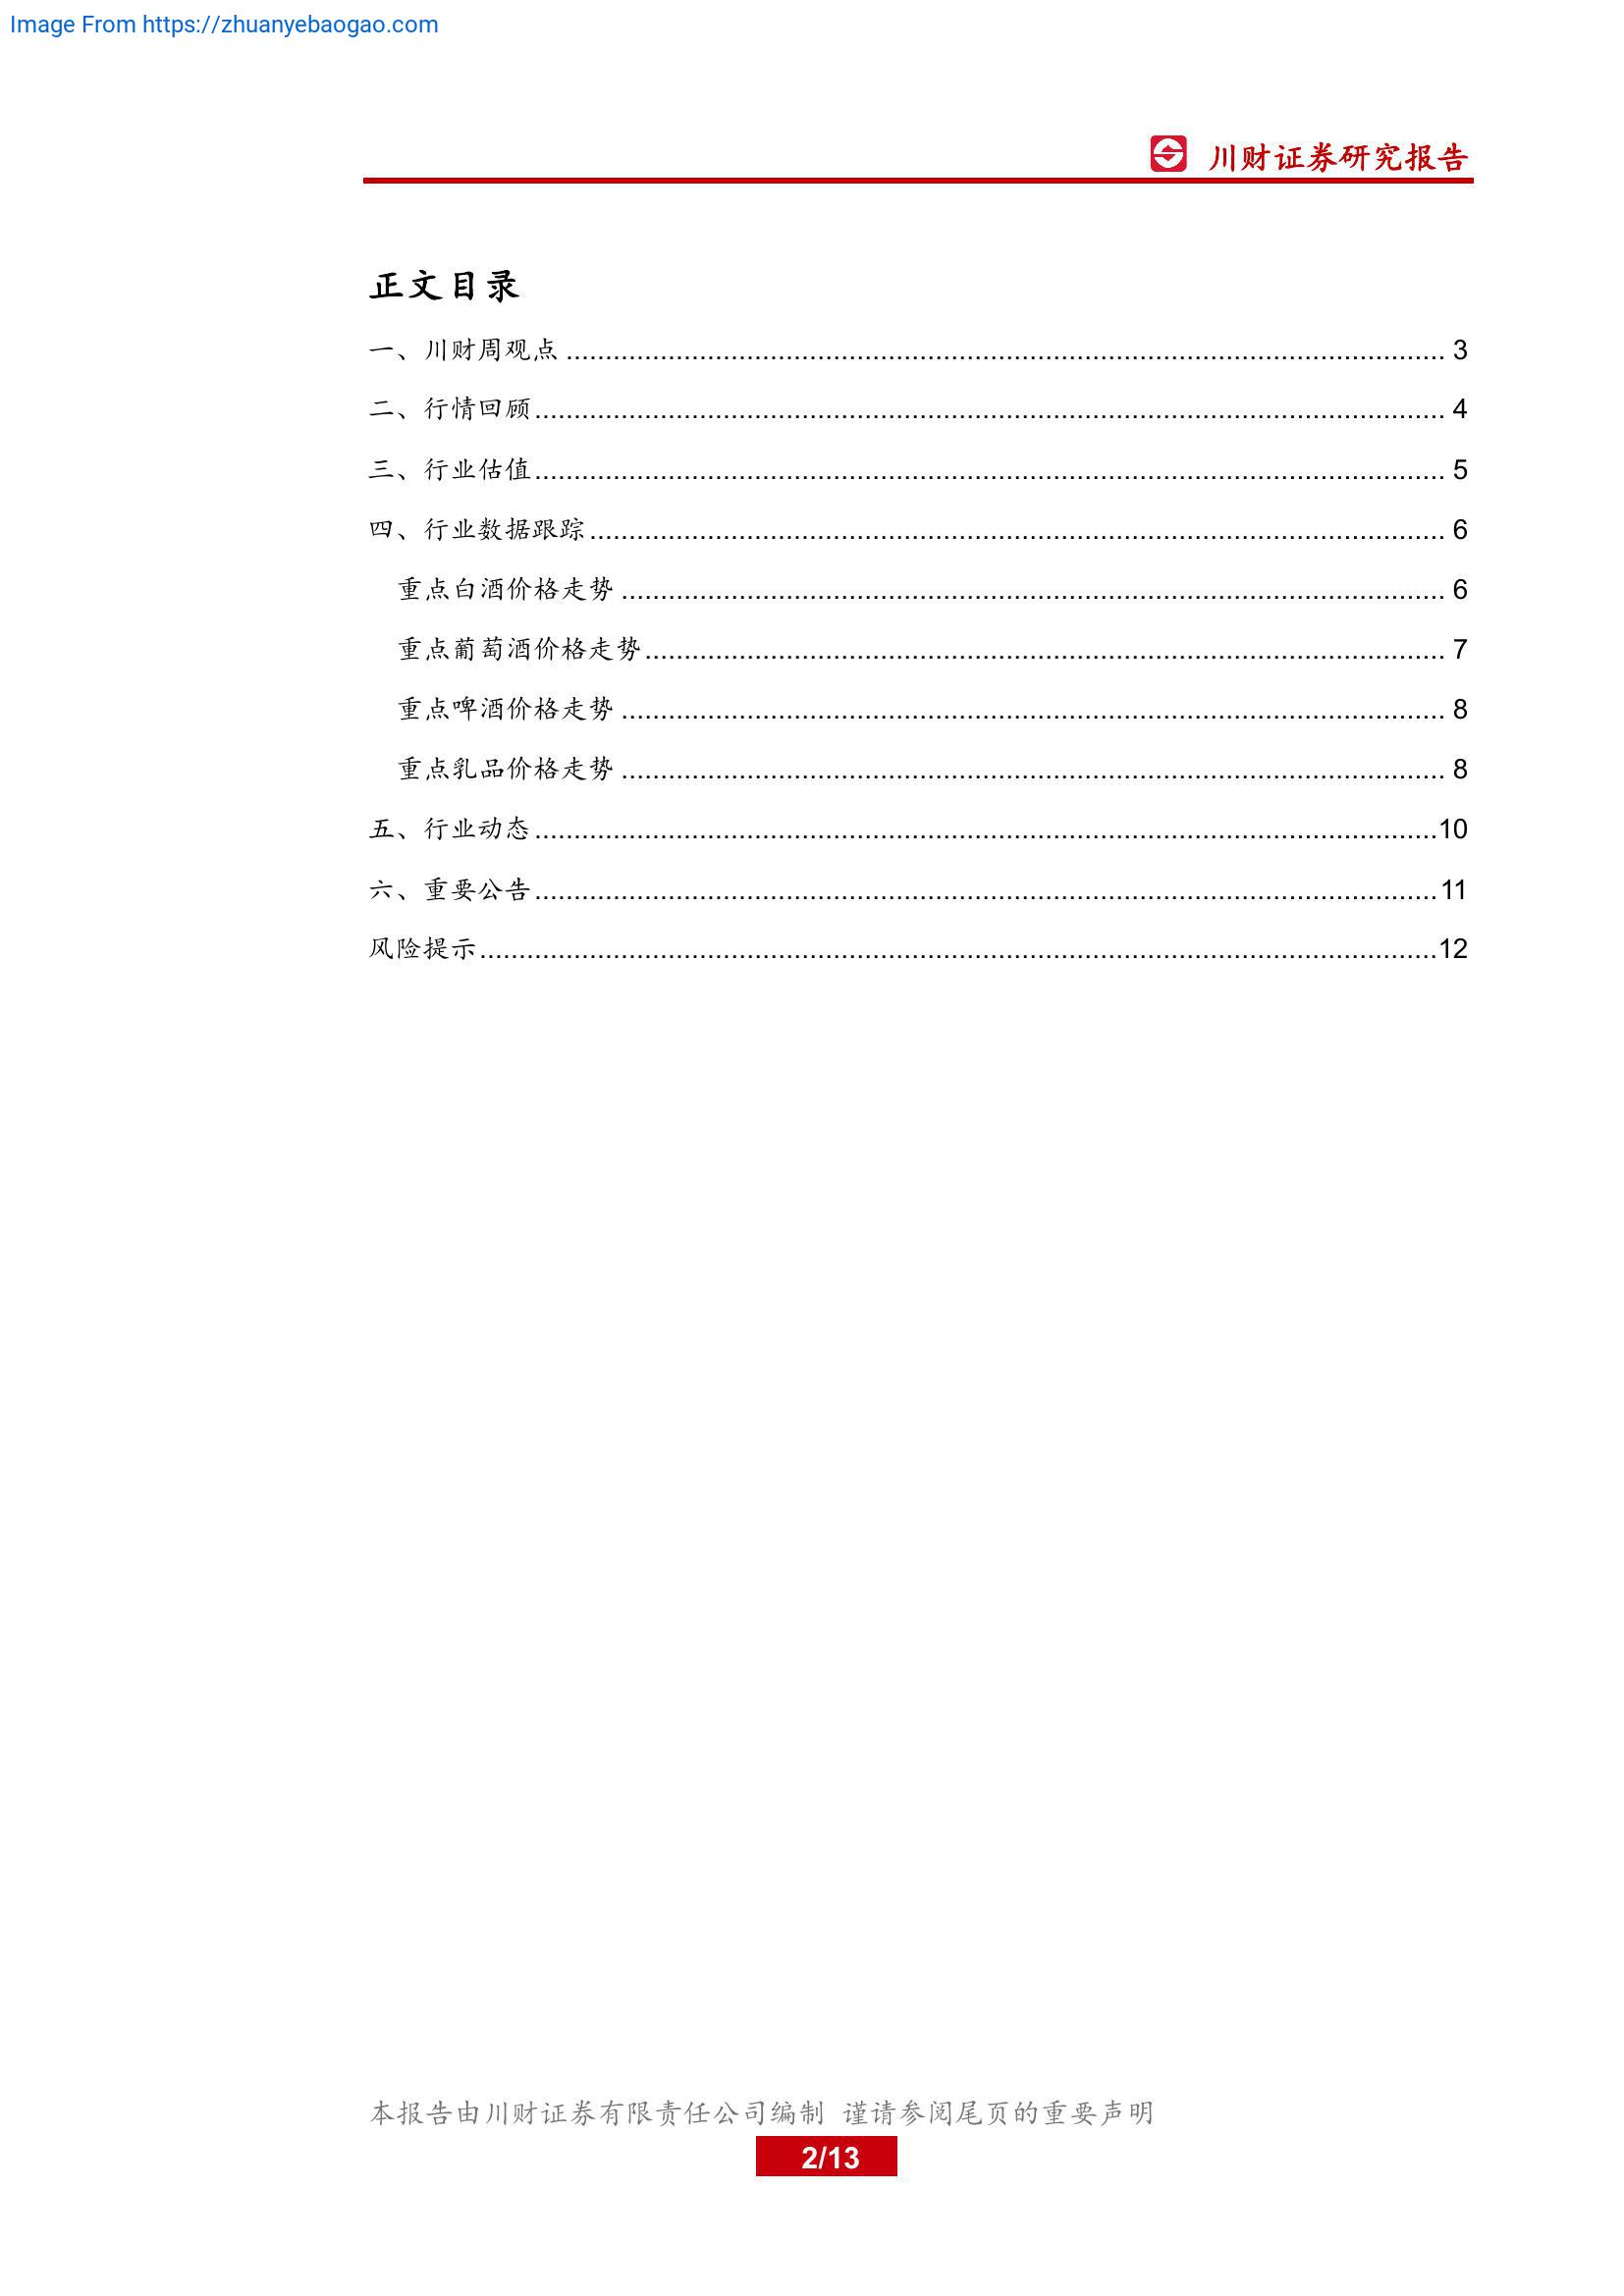 Image From https://zhuanyebaogao.com
川财证券研究报告
正文目录
一、川财周观点 ................................................................ 3
二、行情回顾 ................................................................ 4
三、行业估值 ................................................................ 5
四、行业数据跟踪 ................................................................ 6
重点白酒价格走势 ................................................................ 6
重点葡萄酒价格走势 ................................................................ 7
重点啤酒价格走势 ................................................................ 8
重点乳品价格走势 ................................................................ 8
五、行业动态 ................................................................ 10
六、重要公告 ................................................................ 11
风险提示 ................................................................ 12
本报告由川财证券有限责任公司编制 谨请参阅尾页的重要声明
2/13